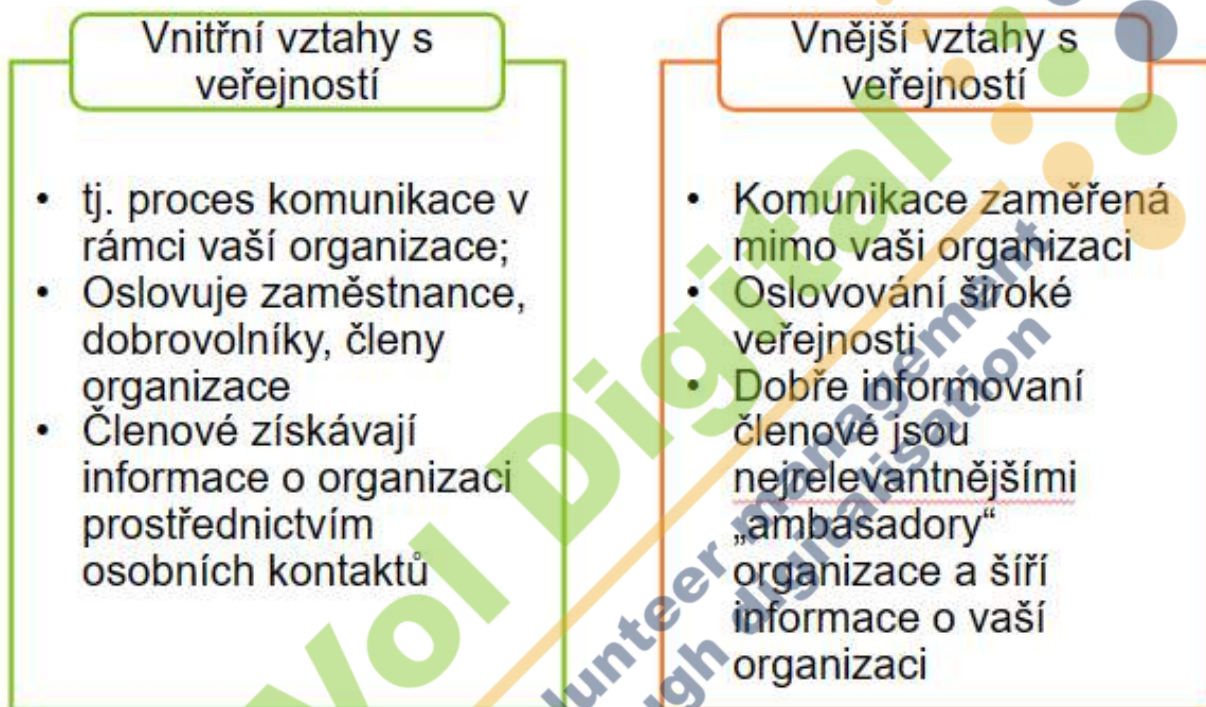 Vnitřní vztahy s
veřejností
• tj. proces komunikace v
rámci vaší organizace;
• Oslovuje zaměstnance,
dobrovolníky, členy
organizace
• Členové získávají
informace o organizaci
prostřednictvím
osobních kontaktů
Vnější vztahy s
veřejností
• Komunikace zaměřená
mimo vaši organizaci
• Oslovování široké
veřejnosti
• Dobře informovaní
členové jsou
nejrelevantnějšími
„ambasadory“
organizace a šíří
informace o vaší
organizaci
Vol Digital
management
digitalisation